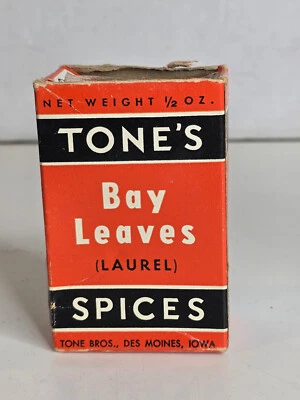 NET WEIGHT 1/2 OZ.
TONE'S
Bay
Leaves
(LAUREL)
SPICES
TONE BROS., DES MOINES, IOWA